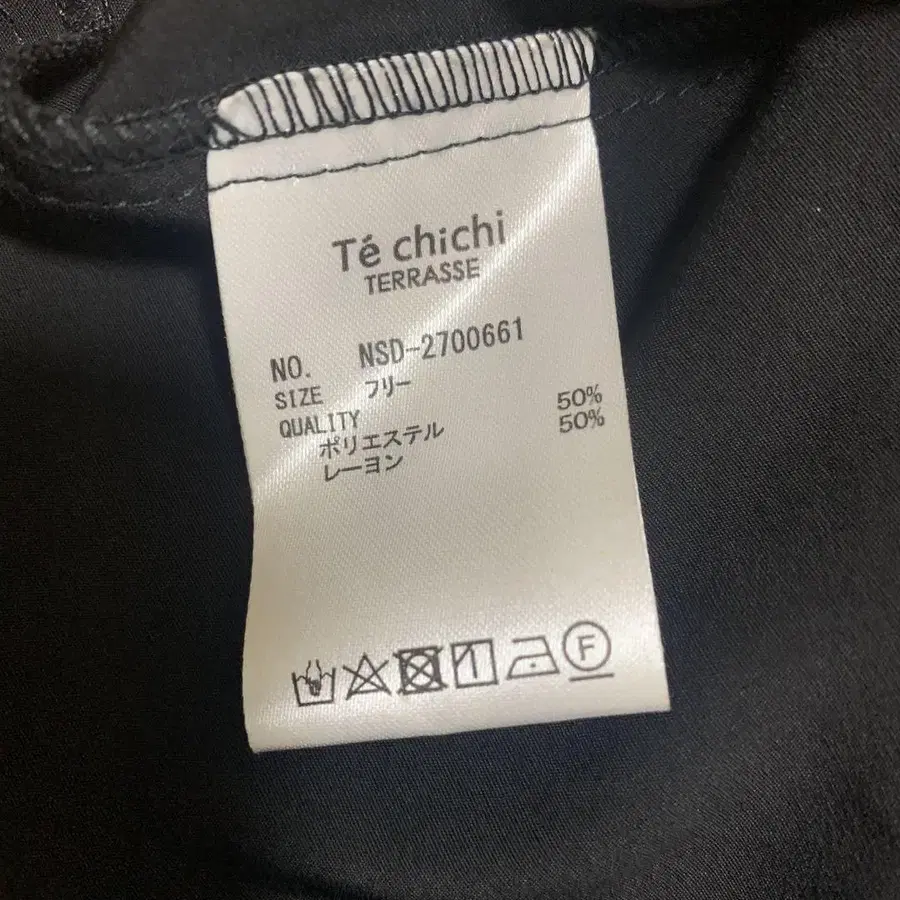 Té chichi
TERRASSE
NO. NSD-2700661
SIZE フリー
QUALITY
ポリエステル 50%
レーヨン 50%
F